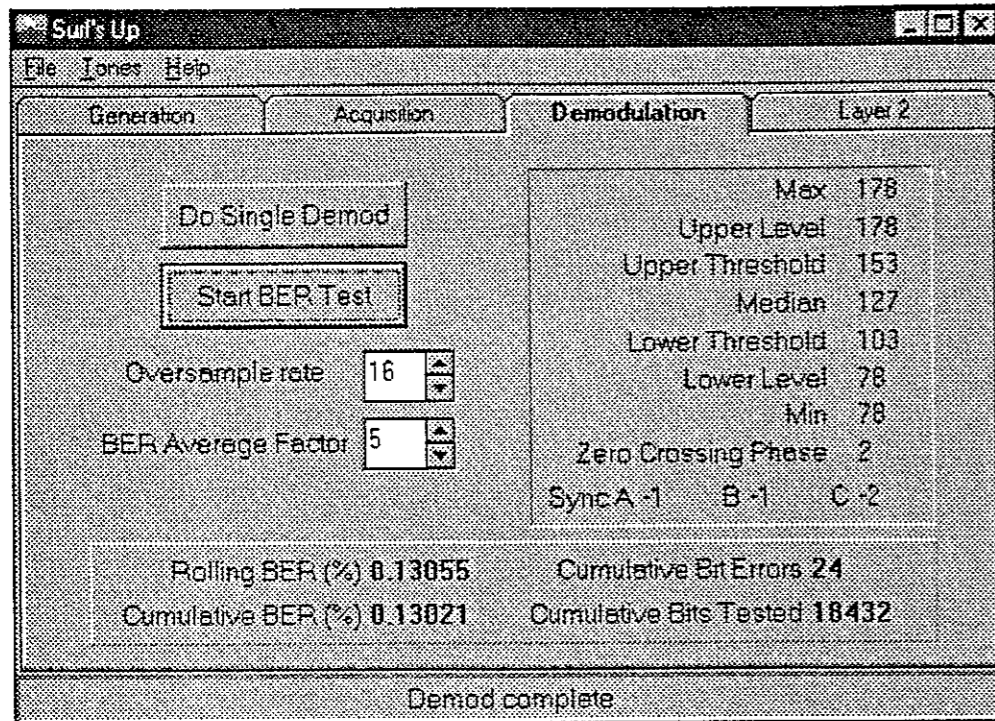 Surf's Up
File Tones Help
Generation Acquisition Demodulation Layer 2
Do Single Demod
Start BER Test
Oversample rate 16
BER Average Factor 5
Max 178
Upper Level 178
Upper Threshold 153
Median 127
Lower Threshold 103
Lower Level 78
Min 78
Zero Crossing Phase 2
Sync A -1 B -1 C -2
Rolling BER (%) 0.13055 Cumulative Bit Errors 24
Cumulative BER (%) 0.13021 Cumulative Bits Tested 18432
Demod complete